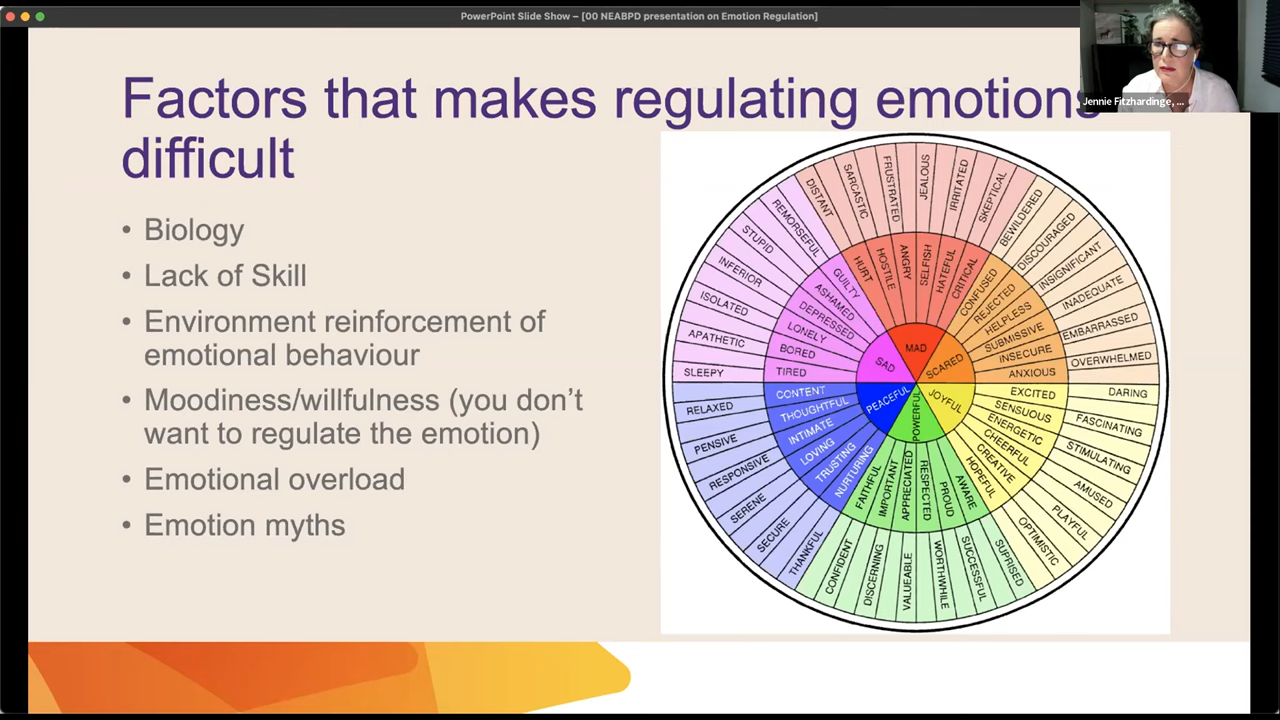 PowerPoint Slide Show – [00 NEABPD presentation on Emotion Regulation]
Jennie Fitzhardinge, ...
Factors that makes regulating emotions
difficult
• Biology
• Lack of Skill
• Environment reinforcement of
emotional behaviour
• Moodiness/willfulness (you don't
want to regulate the emotion)
• Emotional overload
• Emotion myths
MAD
SCARED
JOYFUL
POWERFUL
PEACEFUL
SAD
HURT
HOSTILE
ANGRY
SELFISH
HATEFUL
CRITICAL
CONFUSED
REJECTED
HELPLESS
SUBMISSIVE
INSECURE
ANXIOUS
EXCITED
SENSUOUS
ENERGETIC
CHEERFUL
CREATIVE
HOPEFUL
AWARE
PROUD
RESPECTED
APPRECIATED
IMPORTANT
FAITHFUL
NURTURING
TRUSTING
LOVING
INTIMATE
THOUGHTFUL
CONTENT
TIRED
BORED
LONELY
DEPRESSED
ASHAMED
GUILTY
DISTANT
SARCASTIC
FRUSTRATED
JEALOUS
IRRITATED
SKEPTICAL
BEWILDERED
DISCOURAGED
INSIGNIFICANT
INADEQUATE
EMBARRASSED
OVERWHELMED
DARING
FASCINATING
STIMULATING
AMUSED
PLAYFUL
OPTIMISTIC
SUPRISED
SUCCESSFUL
WORTHWHILE
VALUEABLE
DISCERNING
CONFIDENT
THANKFUL
SECURE
SERENE
RESPONSIVE
PENSIVE
RELAXED
SLEEPY
APATHETIC
ISOLATED
INFERIOR
STUPID
REMORSEFUL